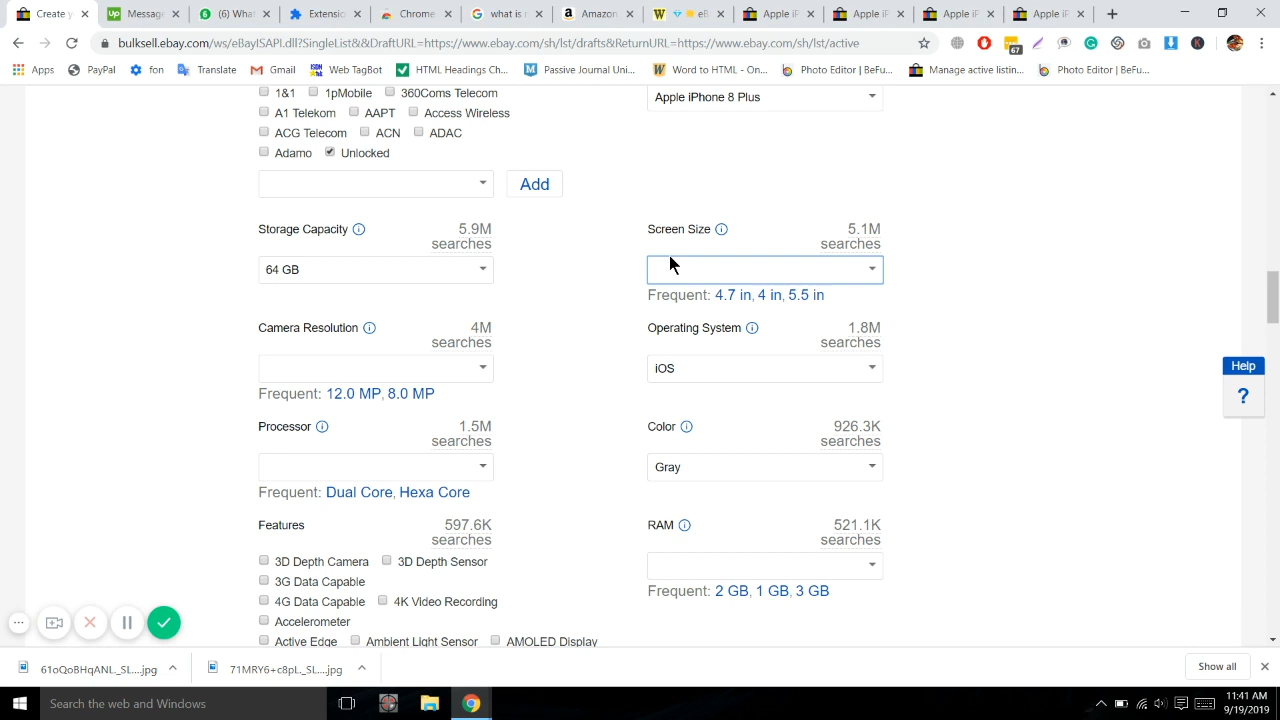 Create y
Message
(6) What
Extensio
Chrome
what is
Amazon
eB
Apple iP
Apple iP
Apple iP
Apple iP
bulksell.ebay.com/ws/eBayISAPI.dll?SingleList&&DraftURL=https://www.ebay.com/sh/lst/drafts&ReturnURL=https://www.ebay.com/sh/lst/active
67
Apps
PayPal
fon
Translate
Gmail
Web TagBot
HTML Heading Ch...
Passive Journal Uni...
Word to HTML - On...
Photo Editor | BeFu...
Manage active listin...
Photo Editor | BeFu...
1&1 1pMobile 360Coms Telecom
Apple iPhone 8 Plus
A1 Telekom AAPT Access Wireless
ACG Telecom ACN ADAC
Adamo Unlocked
Add
Storage Capacity 5.9M
searches
Screen Size 5.1M
searches
64 GB
Frequent: 4.7 in, 4 in, 5.5 in
Camera Resolution 4M
searches
Operating System 1.8M
searches
iOS
Frequent: 12.0 MP, 8.0 MP
Help
?
Processor 1.5M
searches
Color 926.3K
searches
Gray
Frequent: Dual Core, Hexa Core
Features 597.6K
searches
RAM 521.1K
searches
3D Depth Camera 3D Depth Sensor
3G Data Capable
4G Data Capable 4K Video Recording
Accelerometer
Active Edge Ambient Light Sensor AMOLED Display
Frequent: 2 GB, 1 GB, 3 GB
61oQoBHqANL._SL....jpg
71MRY6+c8pL._SL....jpg
Show all
Search the web and Windows
11:41 AM
9/19/2019